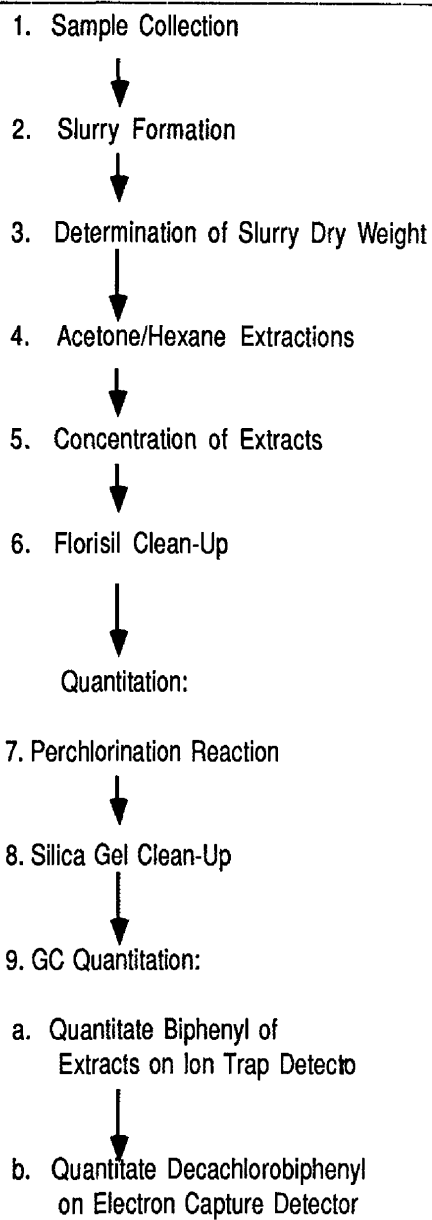 1. Sample Collection
2. Slurry Formation
3. Determination of Slurry Dry Weight
4. Acetone/Hexane Extractions
5. Concentration of Extracts
6. Florisil Clean-Up
Quantitation:
7. Perchlorination Reaction
8. Silica Gel Clean-Up
9. GC Quantitation:
a. Quantitate Biphenyl of
Extracts on Ion Trap Detecto
b. Quantitate Decachlorobiphenyl
on Electron Capture Detector